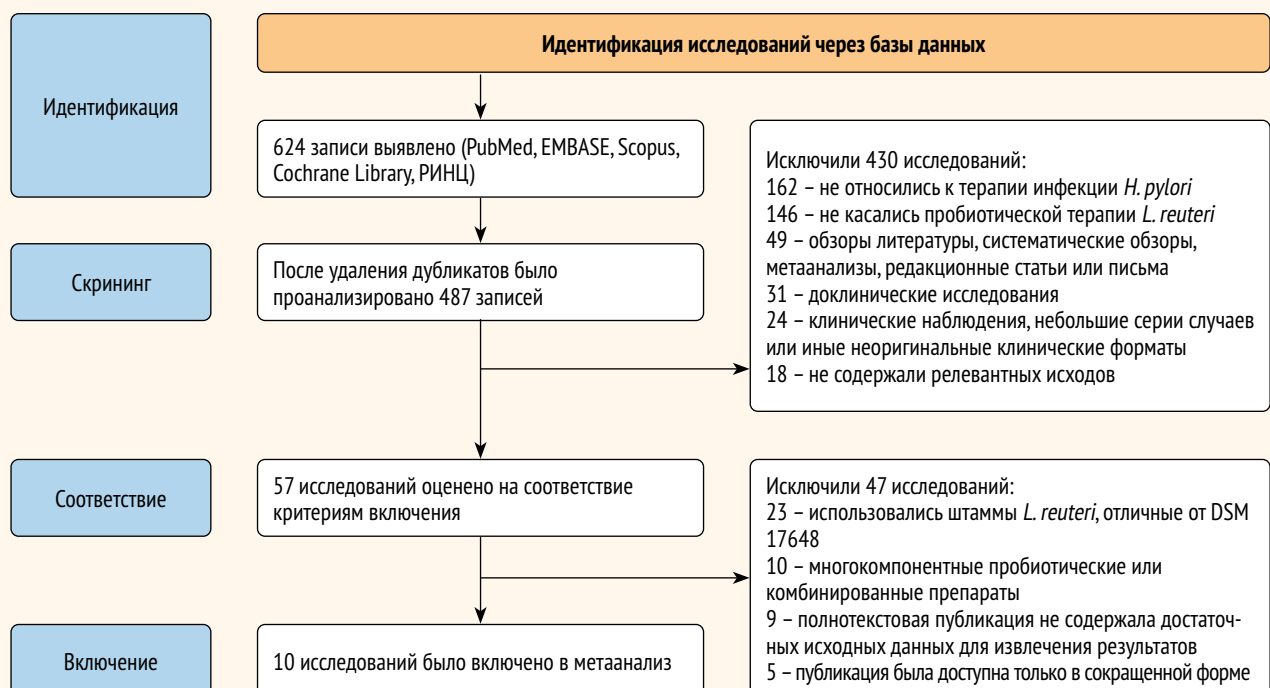 Идентификация исследований через базы данных
Идентификация
624 записи выявлено (PubMed, EMBASE, Scopus,
Cochrane Library, РИНЦ)
Исключили 430 исследований:
162 – не относились к терапии инфекции H. pylori
146 – не касались пробиотической терапии L. reuteri
49 – обзоры литературы, систематические обзоры,
метаанализы, редакционные статьи или письма
31 – доклинические исследования
24 – клинические наблюдения, небольшие серии случаев
или иные неоригинальные клинические форматы
18 – не содержали релевантных исходов
Скрининг
После удаления дубликатов было
проанализировано 487 записей
Соответствие
57 исследований оценено на соответствие
критериям включения
Исключили 47 исследований:
23 – использовались штаммы L. reuteri, отличные от DSM
17648
10 – многокомпонентные пробиотические или
комбинированные препараты
9 – полнотекстовая публикация не содержала достаточ-
ных исходных данных для извлечения результатов
5 – публикация была доступна только в сокращенной форме
Включение
10 исследований было включено в метаанализ